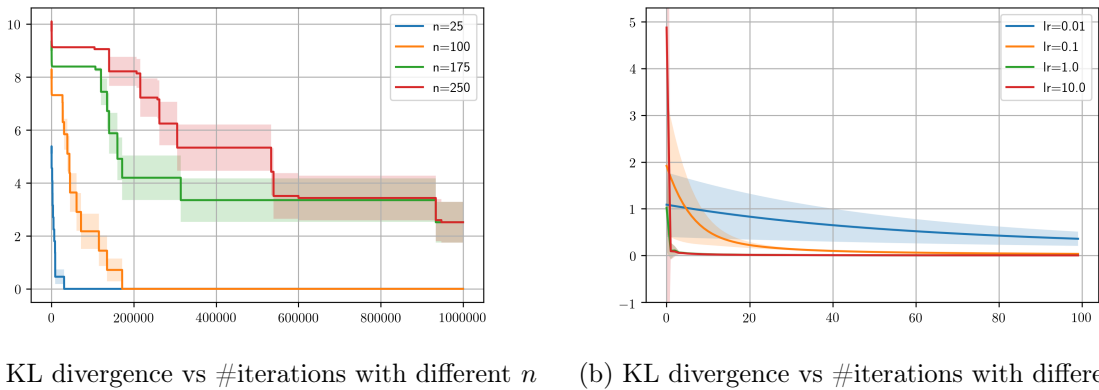 10
8
6
4
2
0
n=25
n=100
n=175
n=250
0 200000 400000 600000 800000 1000000
5
4
3
2
1
0
−1
lr=0.01
lr=0.1
lr=1.0
lr=10.0
0 20 40 60 80 100
KL divergence vs #iterations with different n
(b) KL divergence vs #iterations with differe